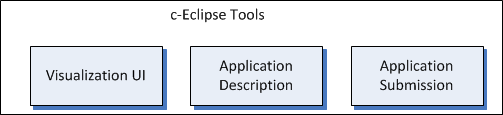 c-Eclipse Tools
Visualization UI
Application
Description
Application
Submission